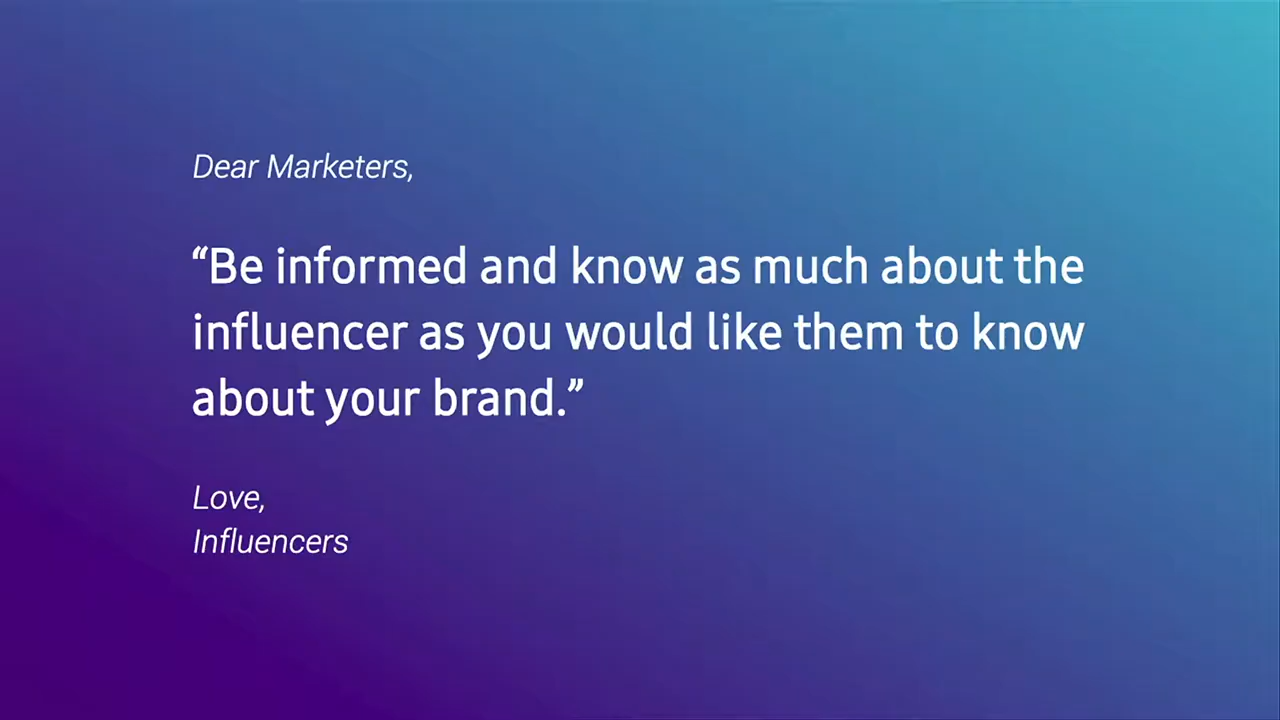 Dear Marketers,
“Be informed and know as much about the
influencer as you would like them to know
about your brand.”
Love,
Influencers